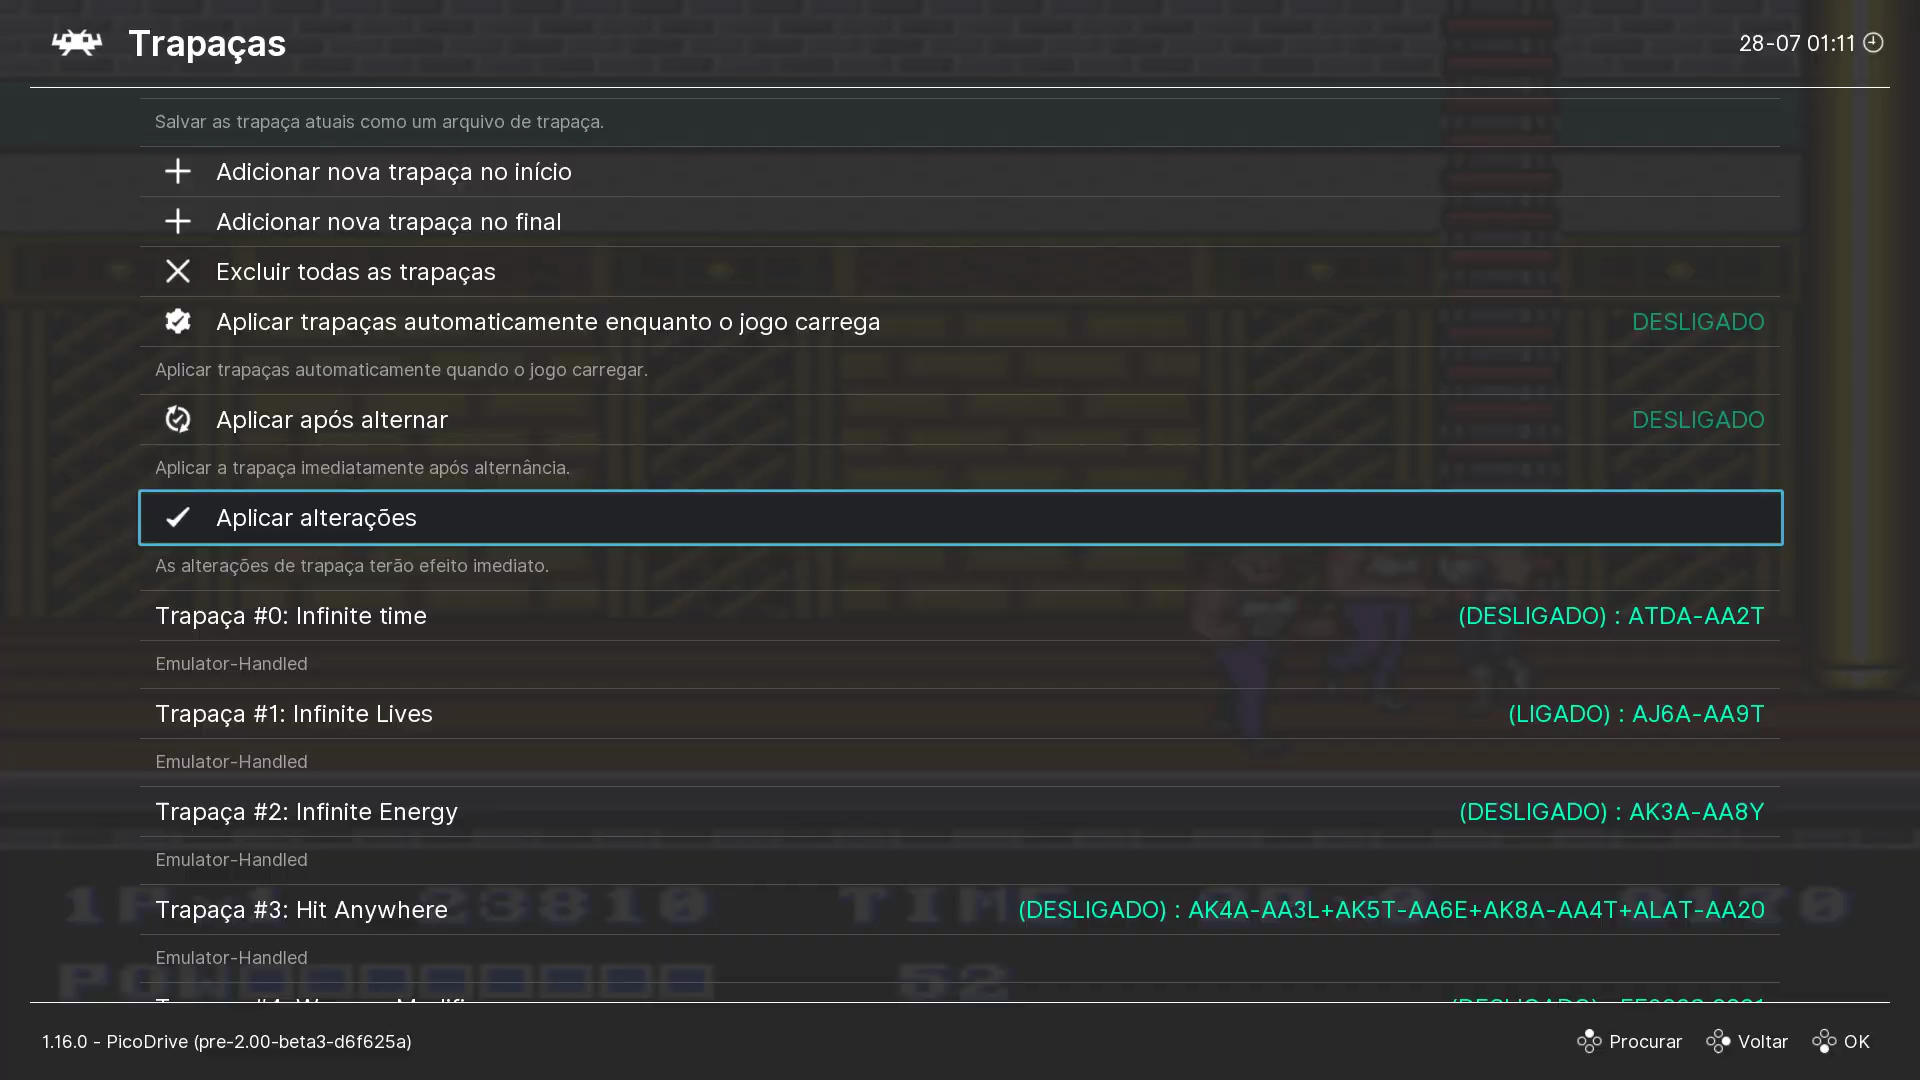 Trapaças
28-07 01:11
Salvar as trapaça atuais como um arquivo de trapaça.
Adicionar nova trapaça no início
Adicionar nova trapaça no final
Excluir todas as trapaças
Aplicar trapaças automaticamente enquanto o jogo carrega DESLIGADO
Aplicar trapaças automaticamente quando o jogo carregar.
Aplicar após alternar DESLIGADO
Aplicar a trapaça imediatamente após alternância.
Aplicar alterações
As alterações de trapaça terão efeito imediato.
Trapaça #0: Infinite time (DESLIGADO) : ATDA-AA2T
Emulator-Handled
Trapaça #1: Infinite Lives (LIGADO) : AJ6A-AA9T
Emulator-Handled
Trapaça #2: Infinite Energy (DESLIGADO) : AK3A-AA8Y
Emulator-Handled
Trapaça #3: Hit Anywhere (DESLIGADO) : AK4A-AA3L+AK5T-AA6E+AK8A-AA4T+ALAT-AA20
Emulator-Handled
POW 52
1.16.0 - PicoDrive (pre-2.00-beta3-d6f625a)
Procurar Voltar OK